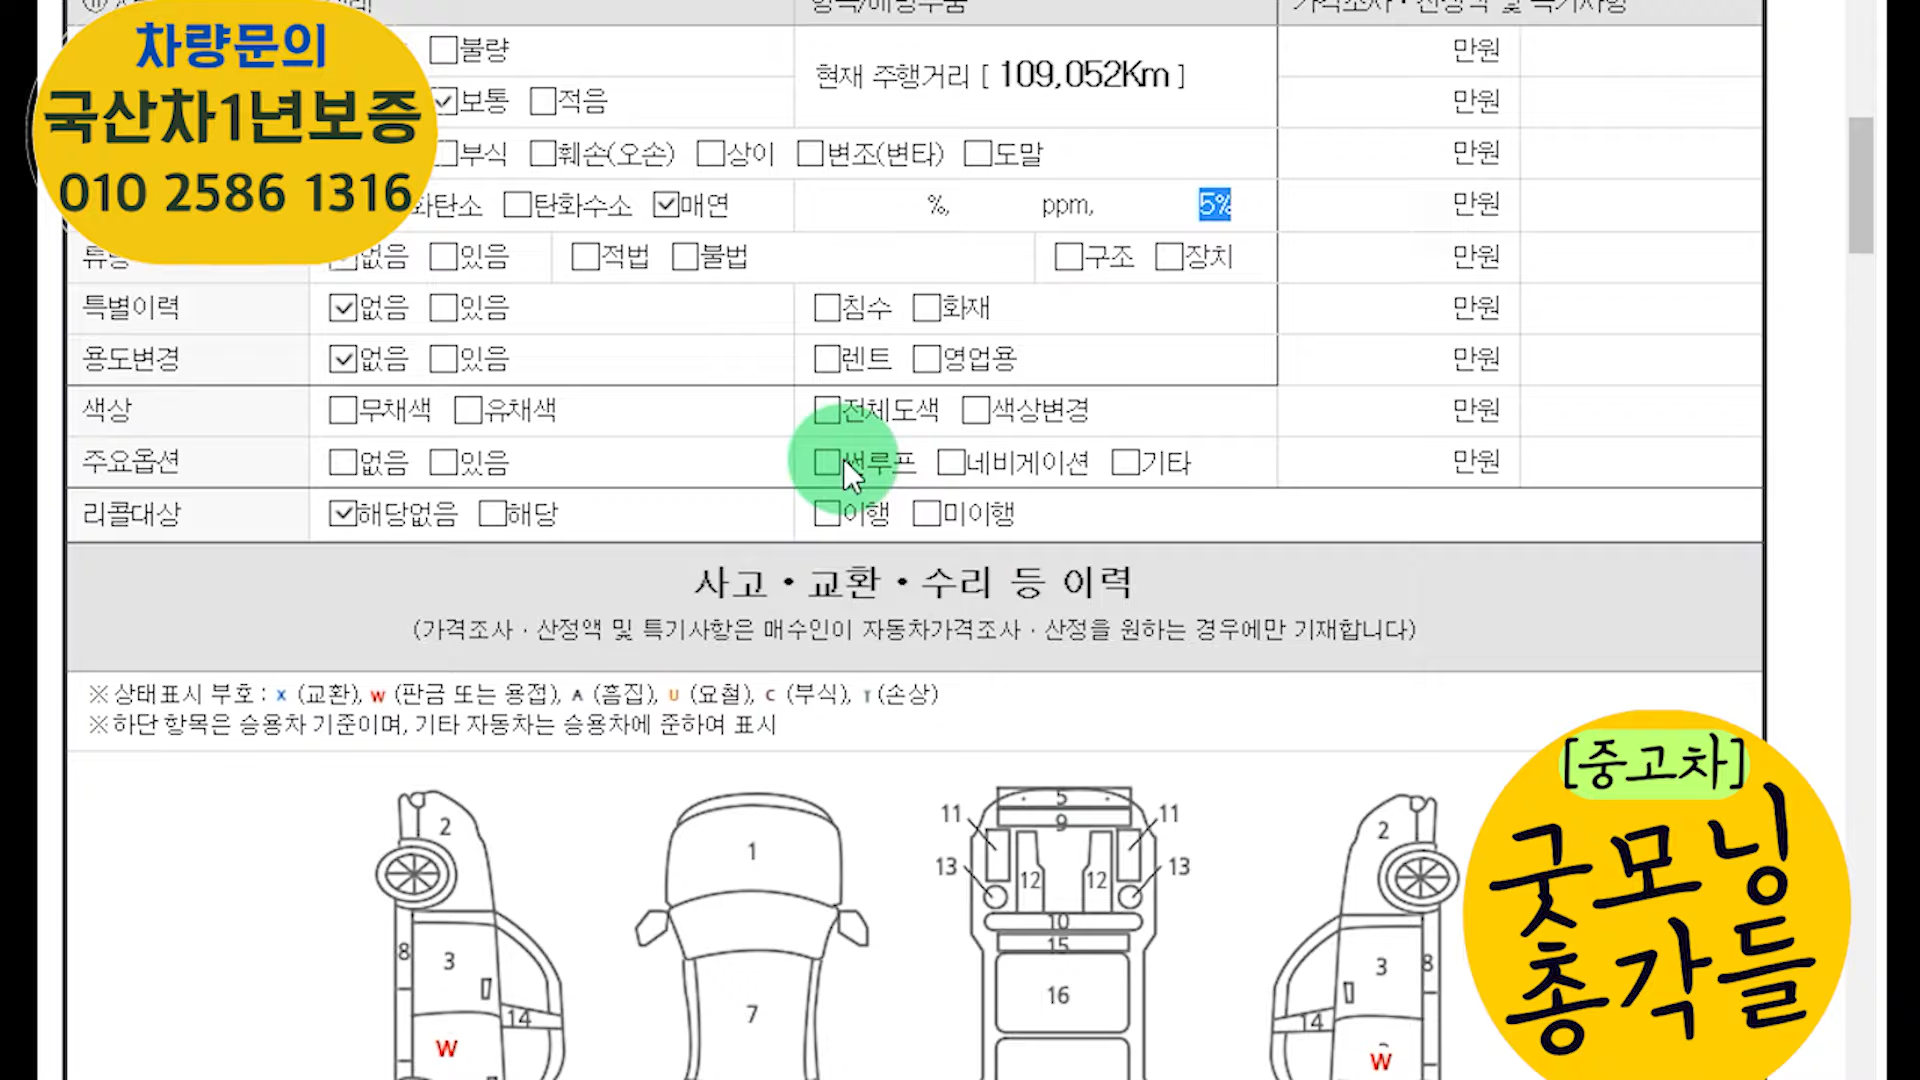 차량문의
국산차1년보증
010 2586 1316
불량
현재 주행거리 [ 109,052Km ]
만원
보통 적음
만원
부식 훼손(오손) 상이 변조(변타) 도말
만원
화탄소 탄화수소 매연 %, ppm, 5%
만원
없음 있음 적법 불법 구조 장치
만원
특별이력 없음 있음 침수 화재
만원
용도변경 없음 있음 렌트 영업용
만원
색상 무채색 유채색 전체도색 색상변경
만원
주요옵션 없음 있음 썬루프 네비게이션 기타
만원
리콜대상 해당없음 해당 이행 미이행
사고 • 교환 • 수리 등 이력
(가격조사 · 산정액 및 특기사항은 매수인이 자동차가격조사 · 산정을 원하는 경우에만 기재합니다)
※ 상태표시 부호 : X (교환), W (판금 또는 용접), A (흠집), U (요철), C (부식), T (손상)
※ 하단 항목은 승용차 기준이며, 기타 자동차는 승용차에 준하여 표시
2 1 5 9 11 11 2
13 12 12 13
10
8 3 15 3 8
7 16
14 14
W W
[중고차]
굿모닝
총각들